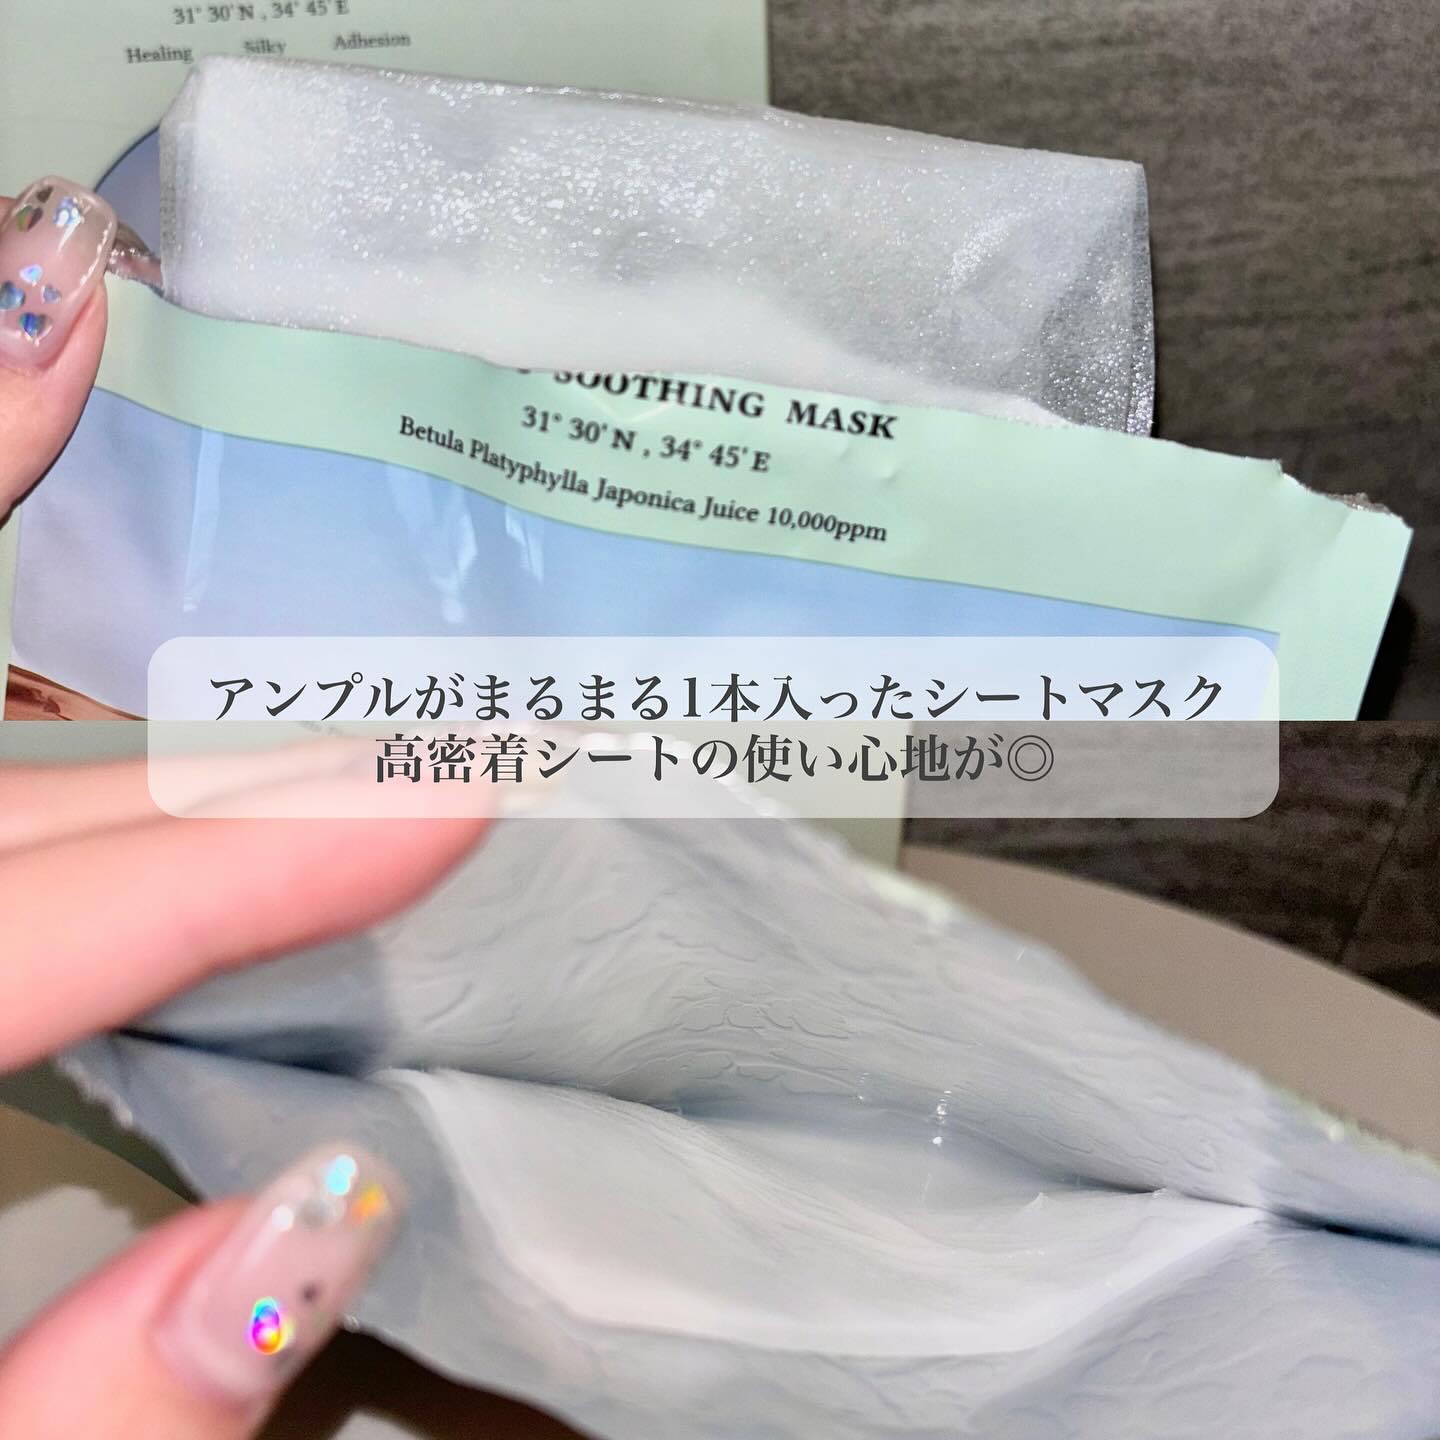 31° 30' N , 34° 45' E
Healing Silky Adhesion
SOOTHING MASK
31° 30' N , 34° 45' E
Betula Platyphylla Japonica Juice 10,000ppm
アンプルがまるまる1本入ったシートマスク
高密着シートの使い心地が◎